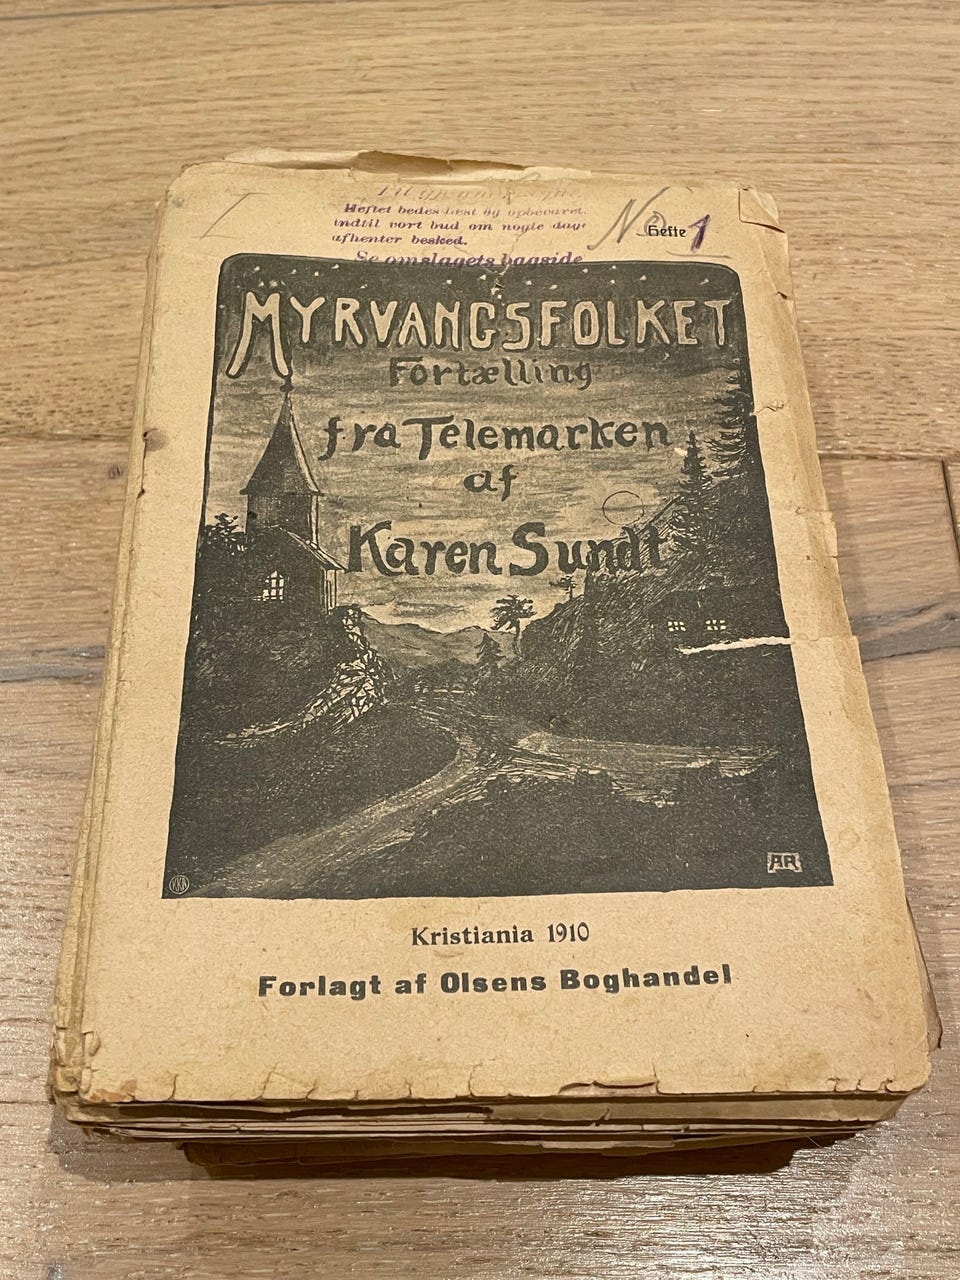 Heftet bedes læst og opbevaret,
indtil vort bud om nogle dage
afhenter besked.
Se omslagets bagside
No
Hefte 1
MYRVANGSFOLKET
Fortælling
fra Telemarken
af
Karen Sundt
KKA
AR
Kristiania 1910
Forlagt af Olsens Boghandel